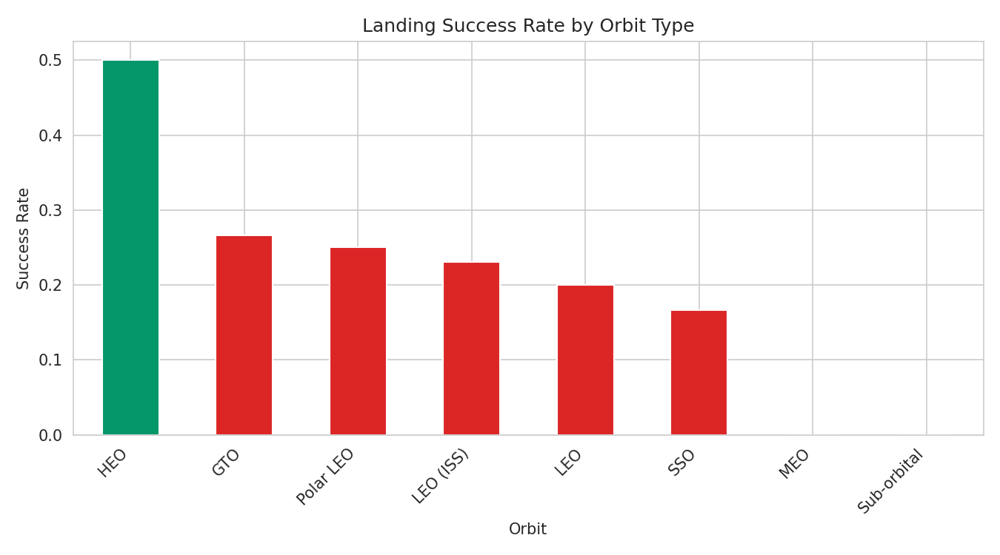 Landing Success Rate by Orbit Type
Success Rate
0.5
0.4
0.3
0.2
0.1
0.0
HEO
GTO
Polar LEO
LEO (ISS)
LEO
SSO
MEO
Sub-orbital
Orbit